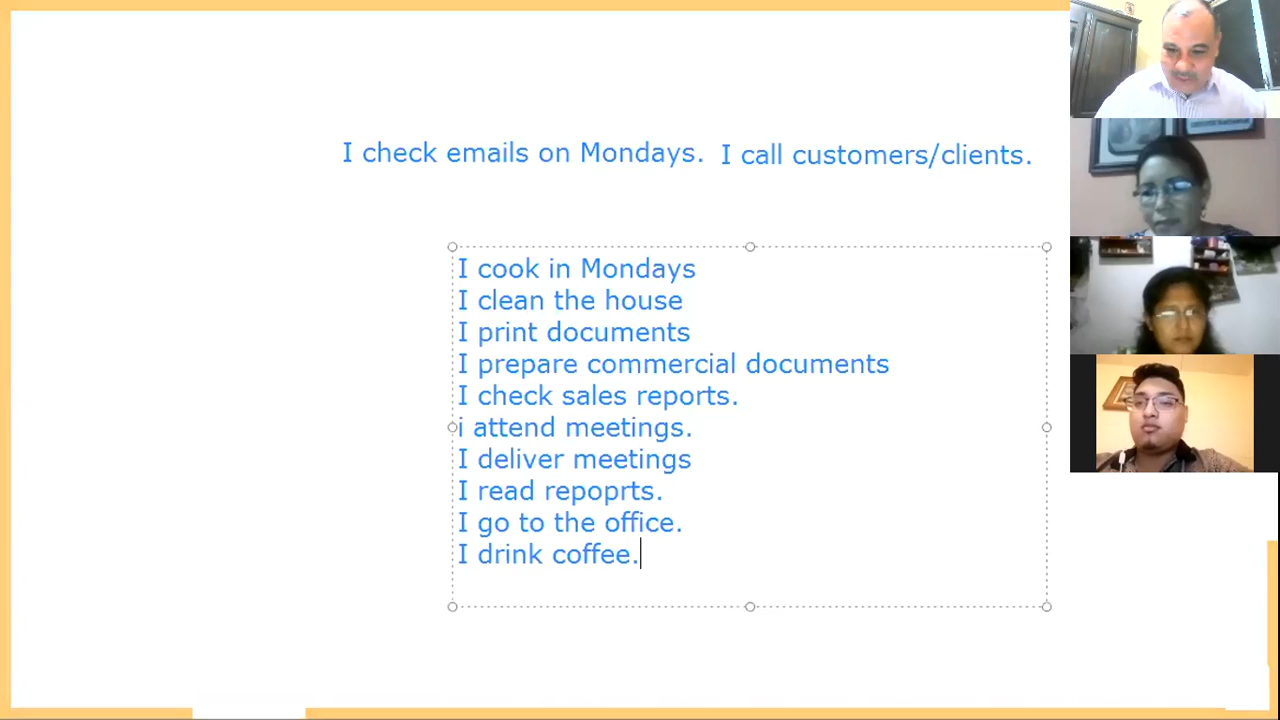 I check emails on Mondays. I call customers/clients.
I cook in Mondays
I clean the house
I print documents
I prepare commercial documents
I check sales reports.
i attend meetings.
I deliver meetings
I read repoprts.
I go to the office.
I drink coffee.